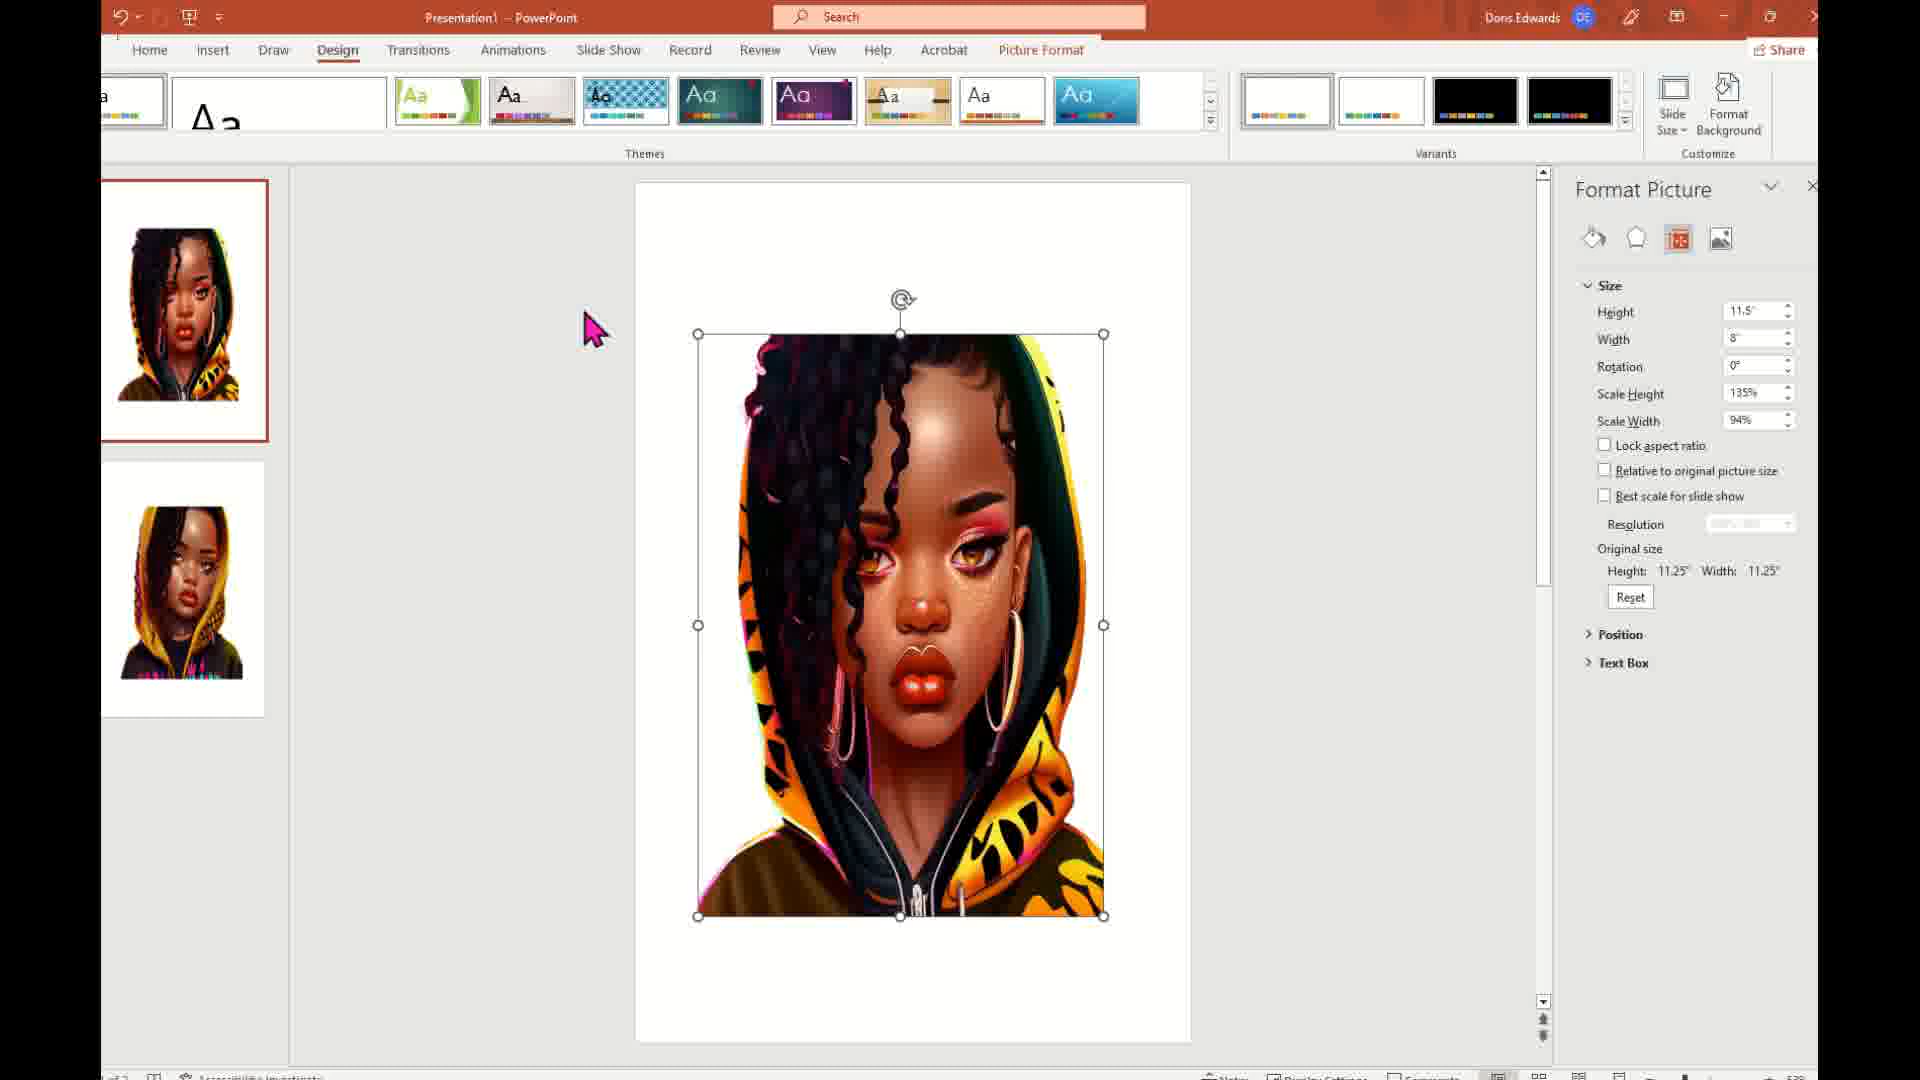 Presentation1 – PowerPoint
Search
Doris Edwards
DE
Home Insert Draw Design Transitions Animations Slide Show Record Review View Help Acrobat Picture Format
Share
a Aa Aa Aa Aa Aa Aa Aa Aa Aa
Slide Size
Format Background
Themes
Variants
Customize
Format Picture
Size
Height 11.5"
Width 8"
Rotation 0°
Scale Height 135%
Scale Width 94%
Lock aspect ratio
Relative to original picture size
Best scale for slide show
Resolution
Original size
Height: 11.25" Width: 11.25"
Reset
Position
Text Box